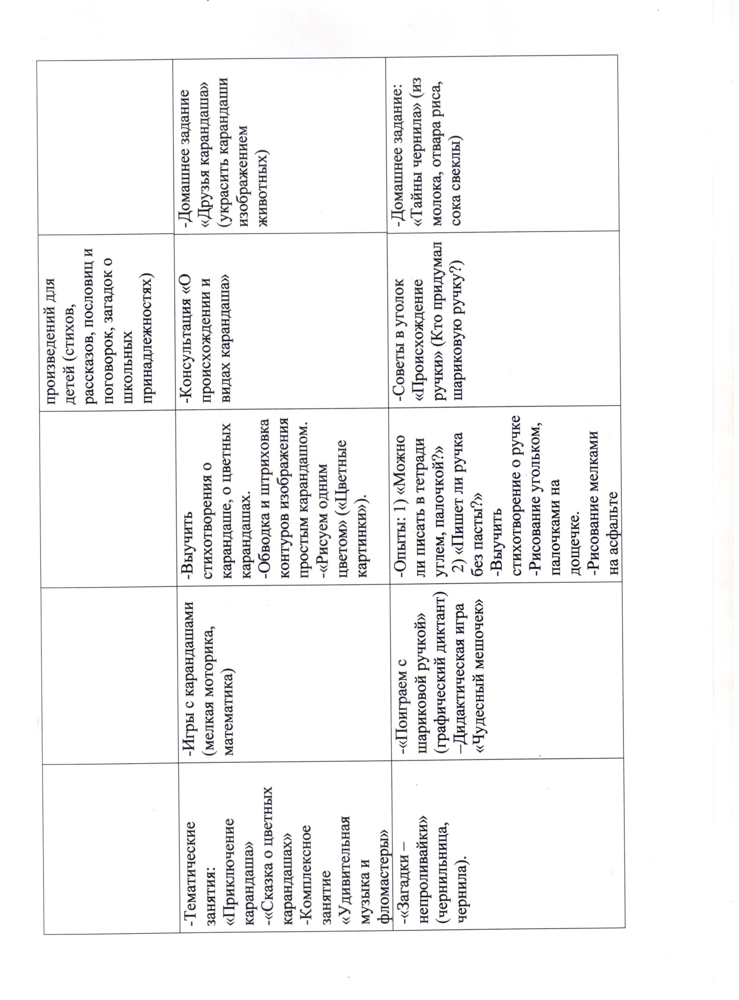 произведений для
детей (стихов,
рассказов, пословиц и
поговорок, загадок о
школьных
принадлежностях)
-Тематические
занятия:
«Приключение
карандаша»
-«Сказка о цветных
карандашах»
-Комплексное
занятие
«Удивительная
музыка и
фломастеры»
-Игры с карандашами
(мелкая моторика,
математика)
-Выучить
стихотворения о
карандаше, о цветных
карандашах.
-Обводка и штриховка
контуров изображения
простым карандашом.
-«Рисуем одним
цветом» («Цветные
картинки»).
-Консультация «О
происхождении и
видах карандаша»
-Домашнее задание
«Друзья карандаша»
(украсить карандаши
изображением
животных)
-«Загадки –
непроливайки»
(чернильница,
чернила).
-«Поиграем с
шариковой ручкой»
(графический диктант)
–Дидактическая игра
«Чудесный мешочек»
-Опыты: 1) «Можно
ли писать в тетради
углем, палочкой?»
2) «Пишет ли ручка
без пасты?»
-Выучить
стихотворение о ручке
-Рисование угольком,
палочками на
дощечке.
-Рисование мелками
на асфальте
-Советы в уголок
«Происхождение
ручки» (Кто придумал
шариковую ручку?)
-Домашнее задание:
«Тайны чернила» (из
молока, отвара риса,
сока свеклы)